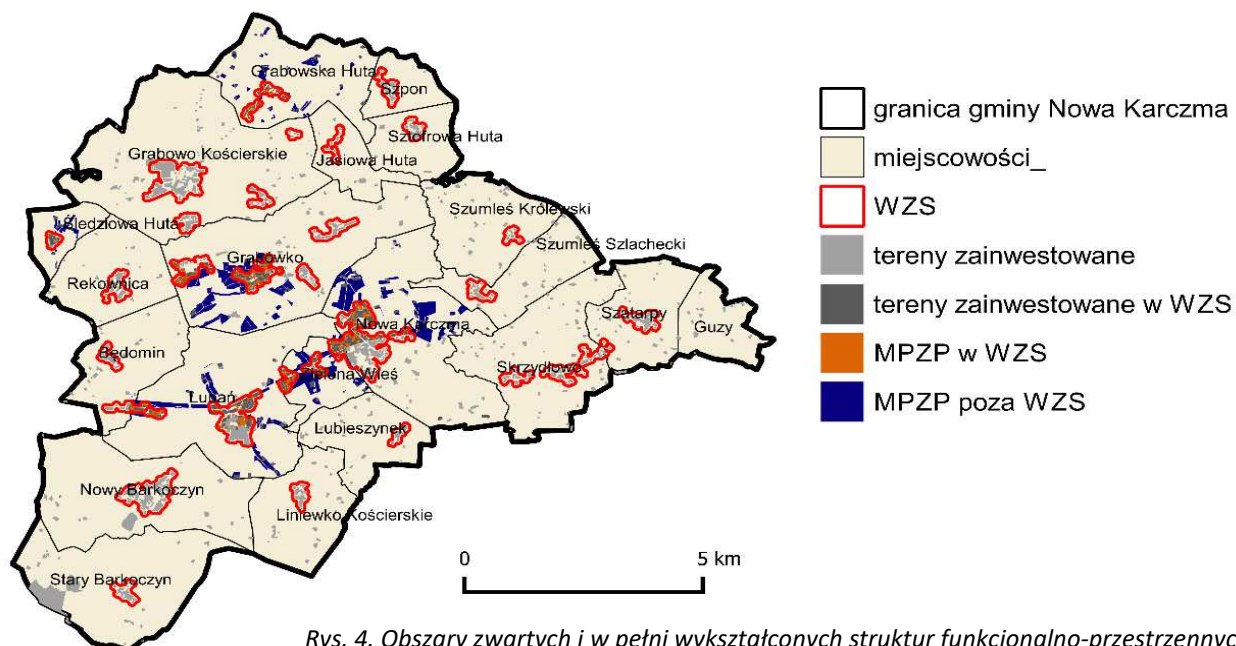 Grabowska Huta
Szpon
Sztofrowa Huta
Grabowo Kościerskie
Jasiowa Huta
Szumleś Królewski
Śledziowa Huta
Szumleś Szlachecki
Grabówko
Rekownica
Szatarpy
Guzy
Nowa Karczma
Będomin
Skrzydłowo
Zielona Wieś
Lubań
Lubieszynek
Nowy Barkoczyn
Liniewko Kościerskie
Stary Barkoczyn
granica gminy Nowa Karczma
miejscowości_
WZS
tereny zainwestowane
tereny zainwestowane w WZS
MPZP w WZS
MPZP poza WZS
0 5 km
Rys. 4. Obszary zwartych i w pełni wykształconych struktur funkcjonalno-przestrzennyc